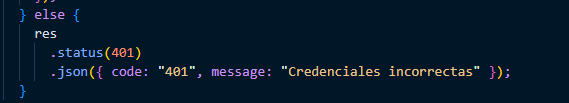 });
} else {
res
.status(401)
.json({ code: "401", message: "Credenciales incorrectas" });
}